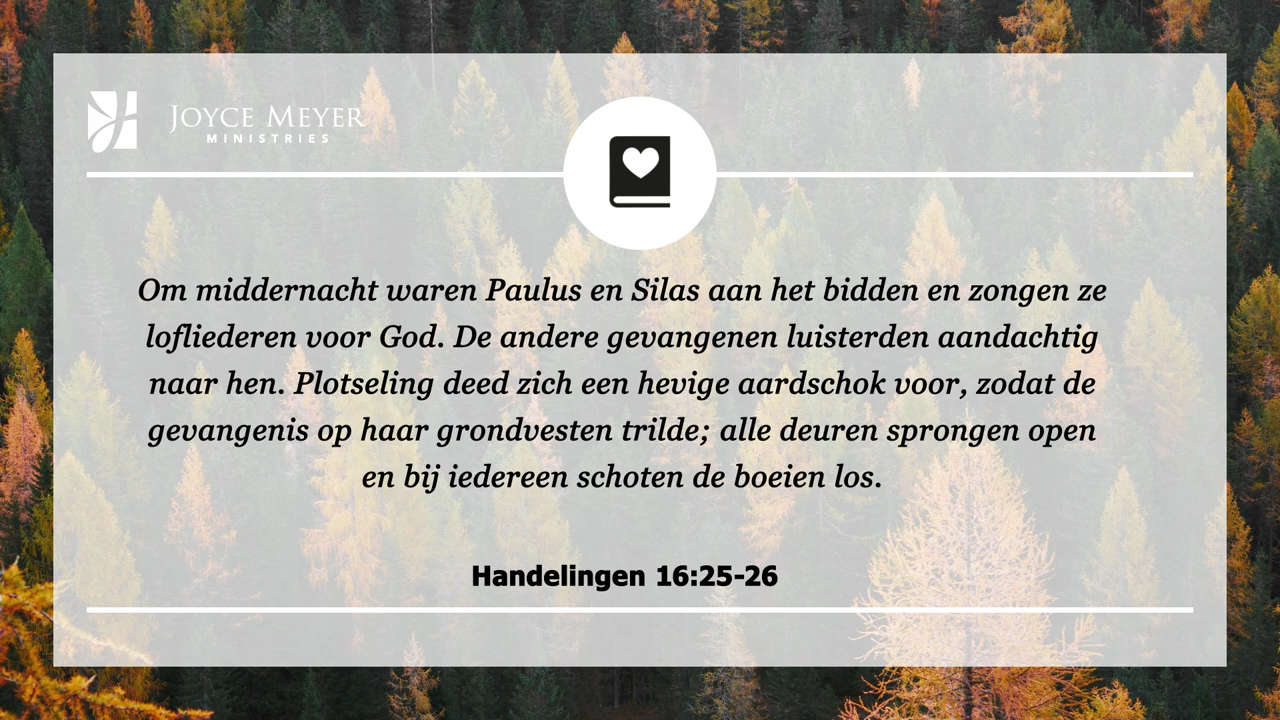 JOYCE MEYER
MINISTRIES
Om middernacht waren Paulus en Silas aan het bidden en zongen ze
lofliederen voor God. De andere gevangenen luisterden aandachtig
naar hen. Plotseling deed zich een hevige aardschok voor, zodat de
gevangenis op haar grondvesten trilde; alle deuren sprongen open
en bij iedereen schoten de boeien los.
Handelingen 16:25-26